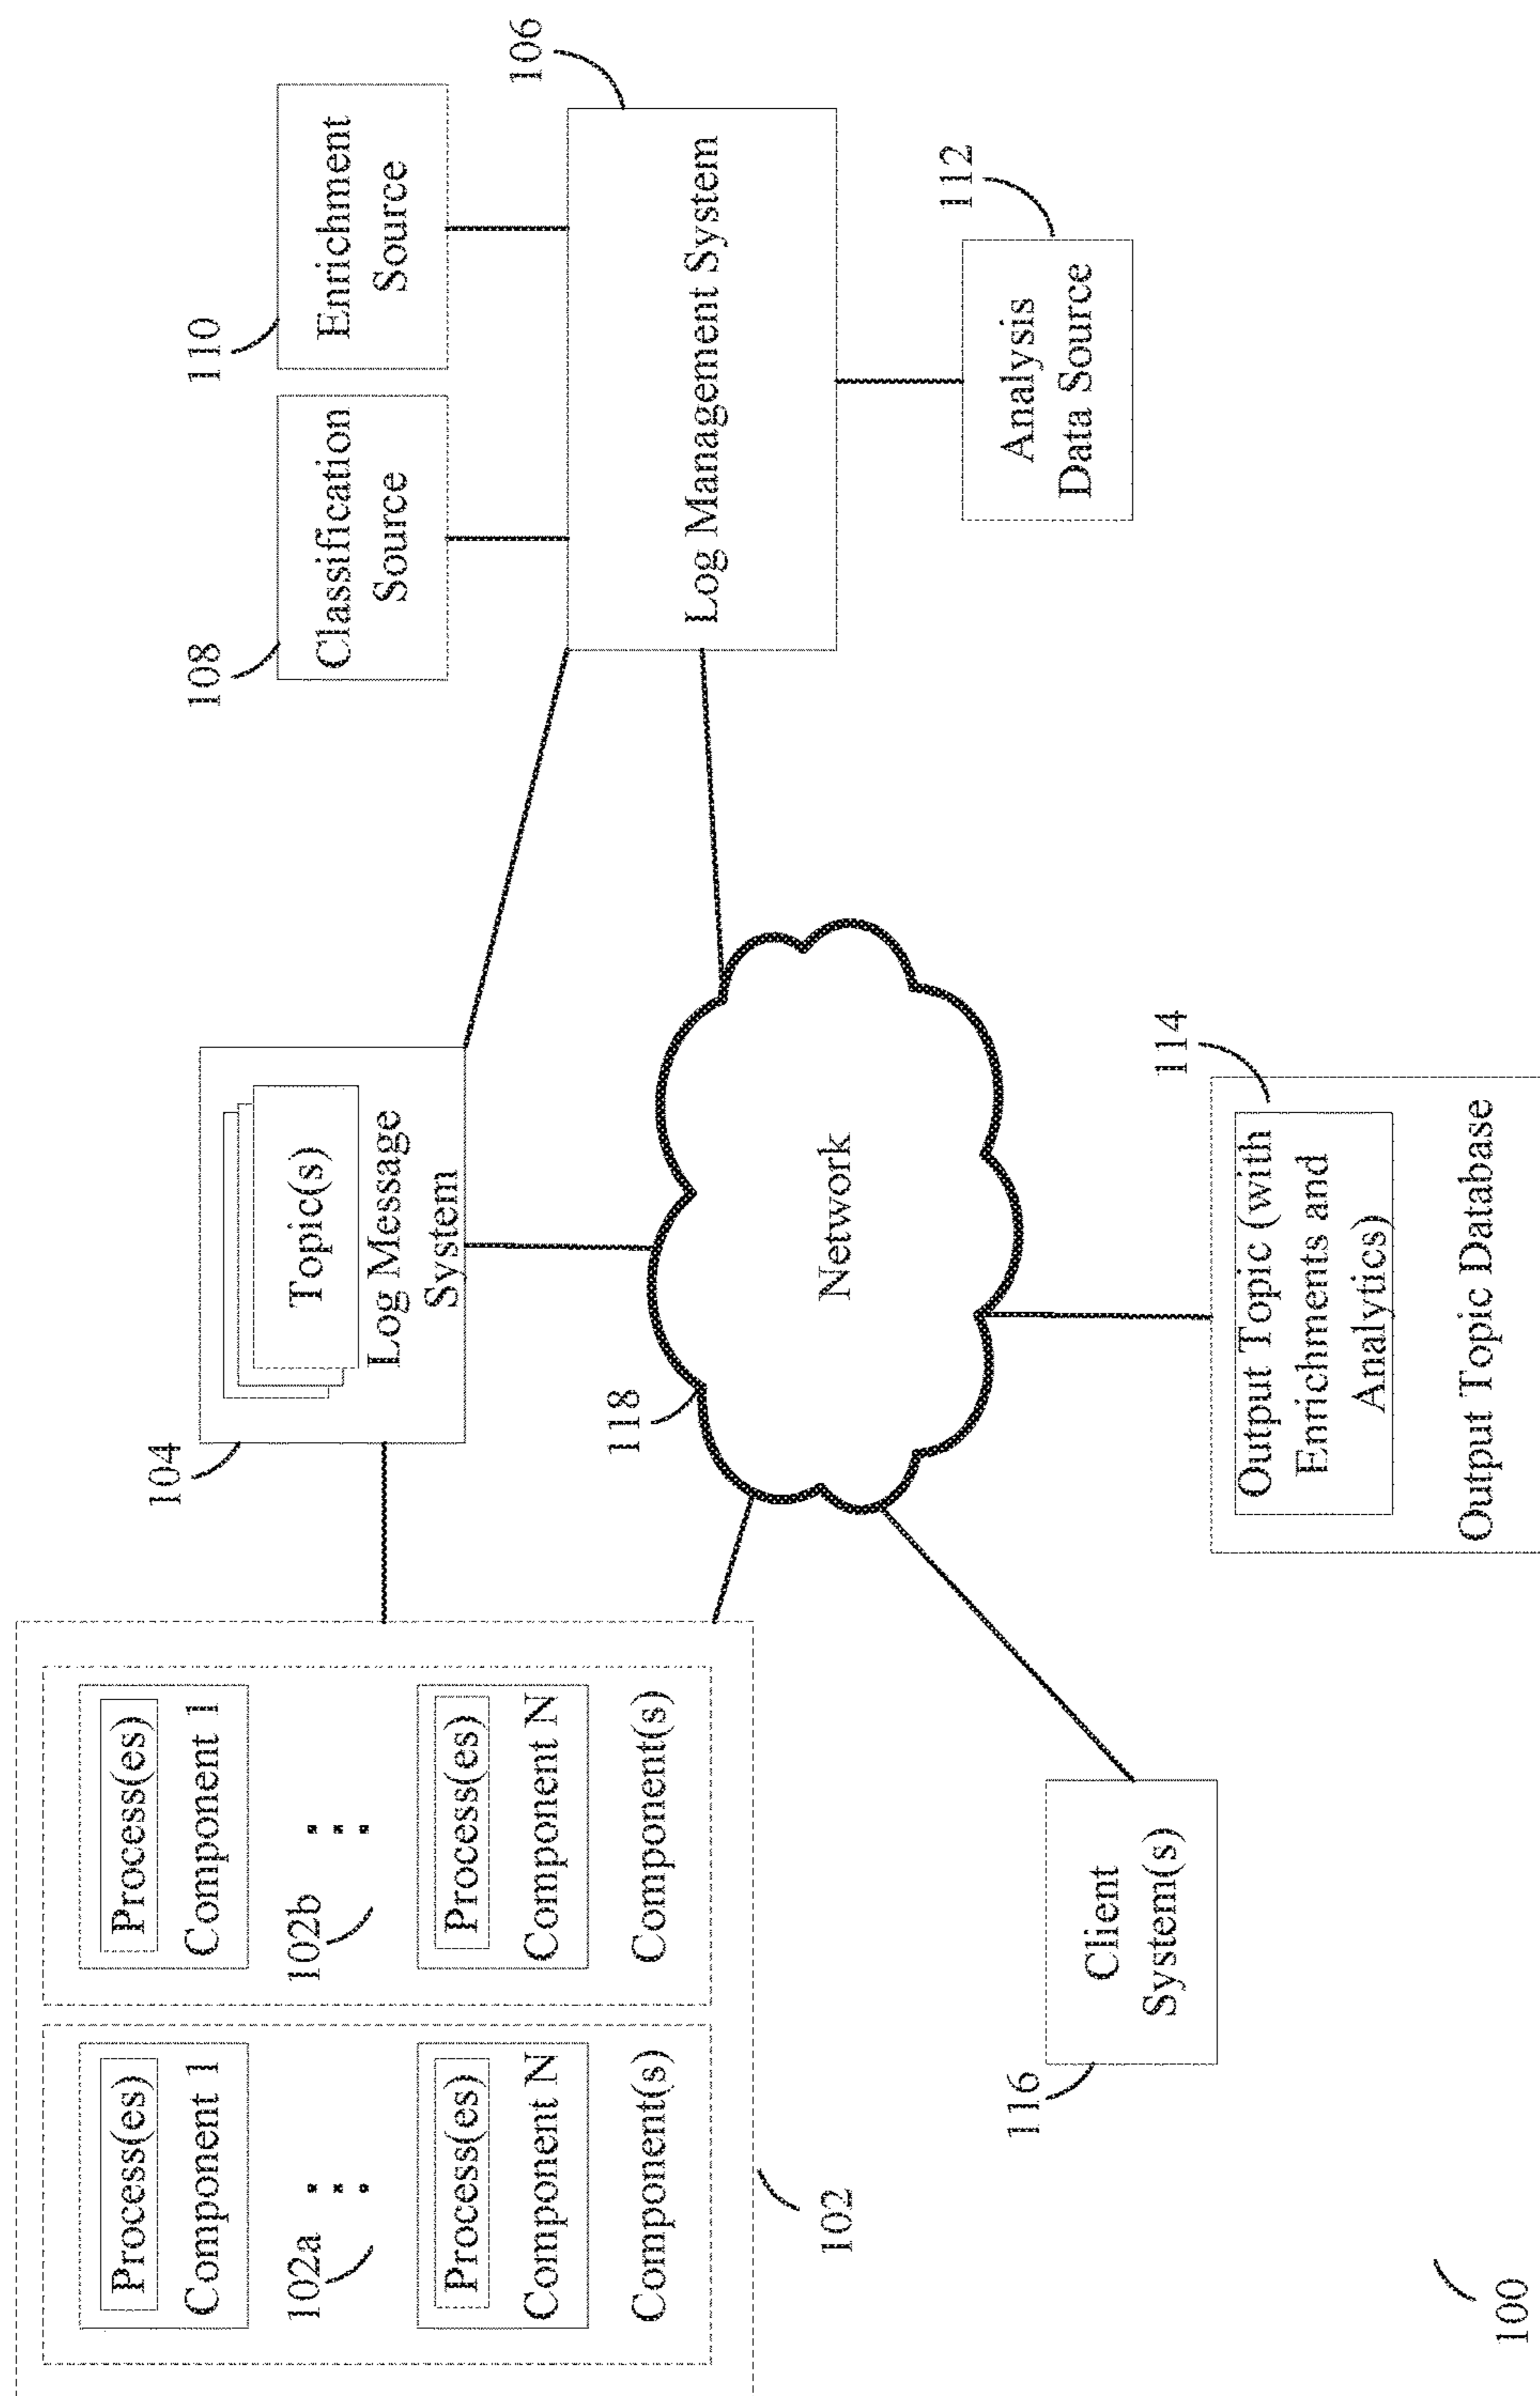 100
102
102a
Process(es)
Component 1
Process(es)
Component N
Component(s)
102b
Process(es)
Component 1
Process(es)
Component N
Component(s)
104
Topic(s)
Log Message
System
108
Classification
Source
110
Enrichment
Source
106
Log Management System
112
Analysis
Data Source
118
Network
116
Client
System(s)
114
Output Topic (with
Enrichments and
Analytics)
Output Topic Database